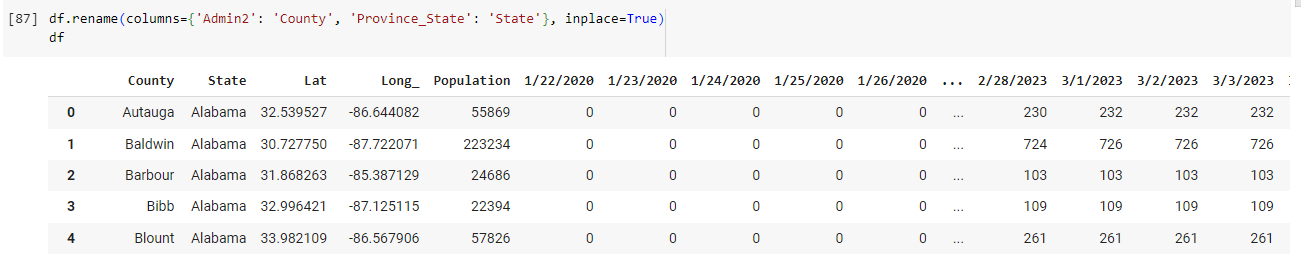 [87] df.rename(columns={'Admin2': 'County', 'Province_State': 'State'}, inplace=True)
df
County State Lat Long_ Population 1/22/2020 1/23/2020 1/24/2020 1/25/2020 1/26/2020 ... 2/28/2023 3/1/2023 3/2/2023 3/3/2023
0 Autauga Alabama 32.539527 -86.644082 55869 0 0 0 0 0 ... 230 232 232 232
1 Baldwin Alabama 30.727750 -87.722071 223234 0 0 0 0 0 ... 724 726 726 726
2 Barbour Alabama 31.868263 -85.387129 24686 0 0 0 0 0 ... 103 103 103 103
3 Bibb Alabama 32.996421 -87.125115 22394 0 0 0 0 0 ... 109 109 109 109
4 Blount Alabama 33.982109 -86.567906 57826 0 0 0 0 0 ... 261 261 261 261